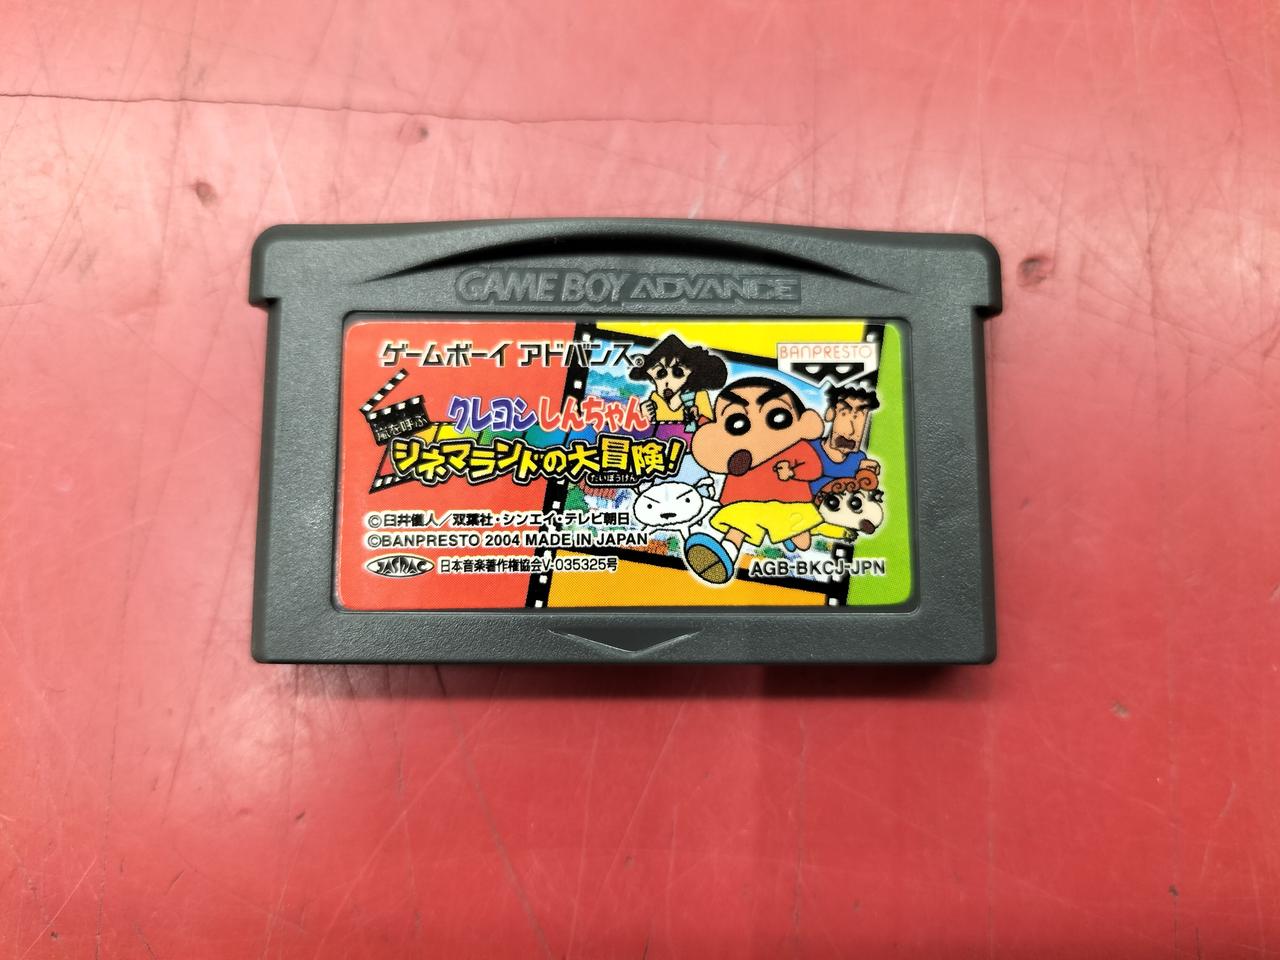 GAME BOY ADVANCE
ゲームボーイ アドバンス®
BANPRESTO
嵐を呼ぶ
クレヨンしんちゃん
シネマランドの大冒険!
だいぼうけん
©臼井儀人/双葉社・シンエイ・テレビ朝日
©BANPRESTO 2004 MADE IN JAPAN
JASRAC 日本音楽著作権協会V-035325号
AGB-BKCJ-JPN